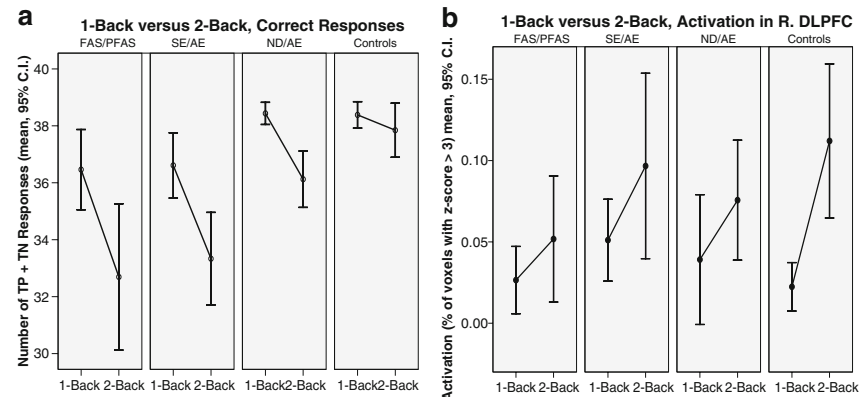 a
1-Back versus 2-Back, Correct Responses
FAS/PFAS SE/AE ND/AE Controls
Number of TP + TN Responses (mean, 95% C.I.)
40
38
36
34
32
30
1-Back 2-Back 1-Back 2-Back 1-Back2-Back 1-Back2-Back
b
1-Back versus 2-Back, Activation in R. DLPFC
FAS/PFAS SE/AE ND/AE Controls
Activation (% of voxels with z-score > 3) mean, 95% C.I.)
0.15
0.10
0.05
0.00
1-Back 2-Back 1-Back 2-Back 1-Back 2-Back 1-Back 2-Back